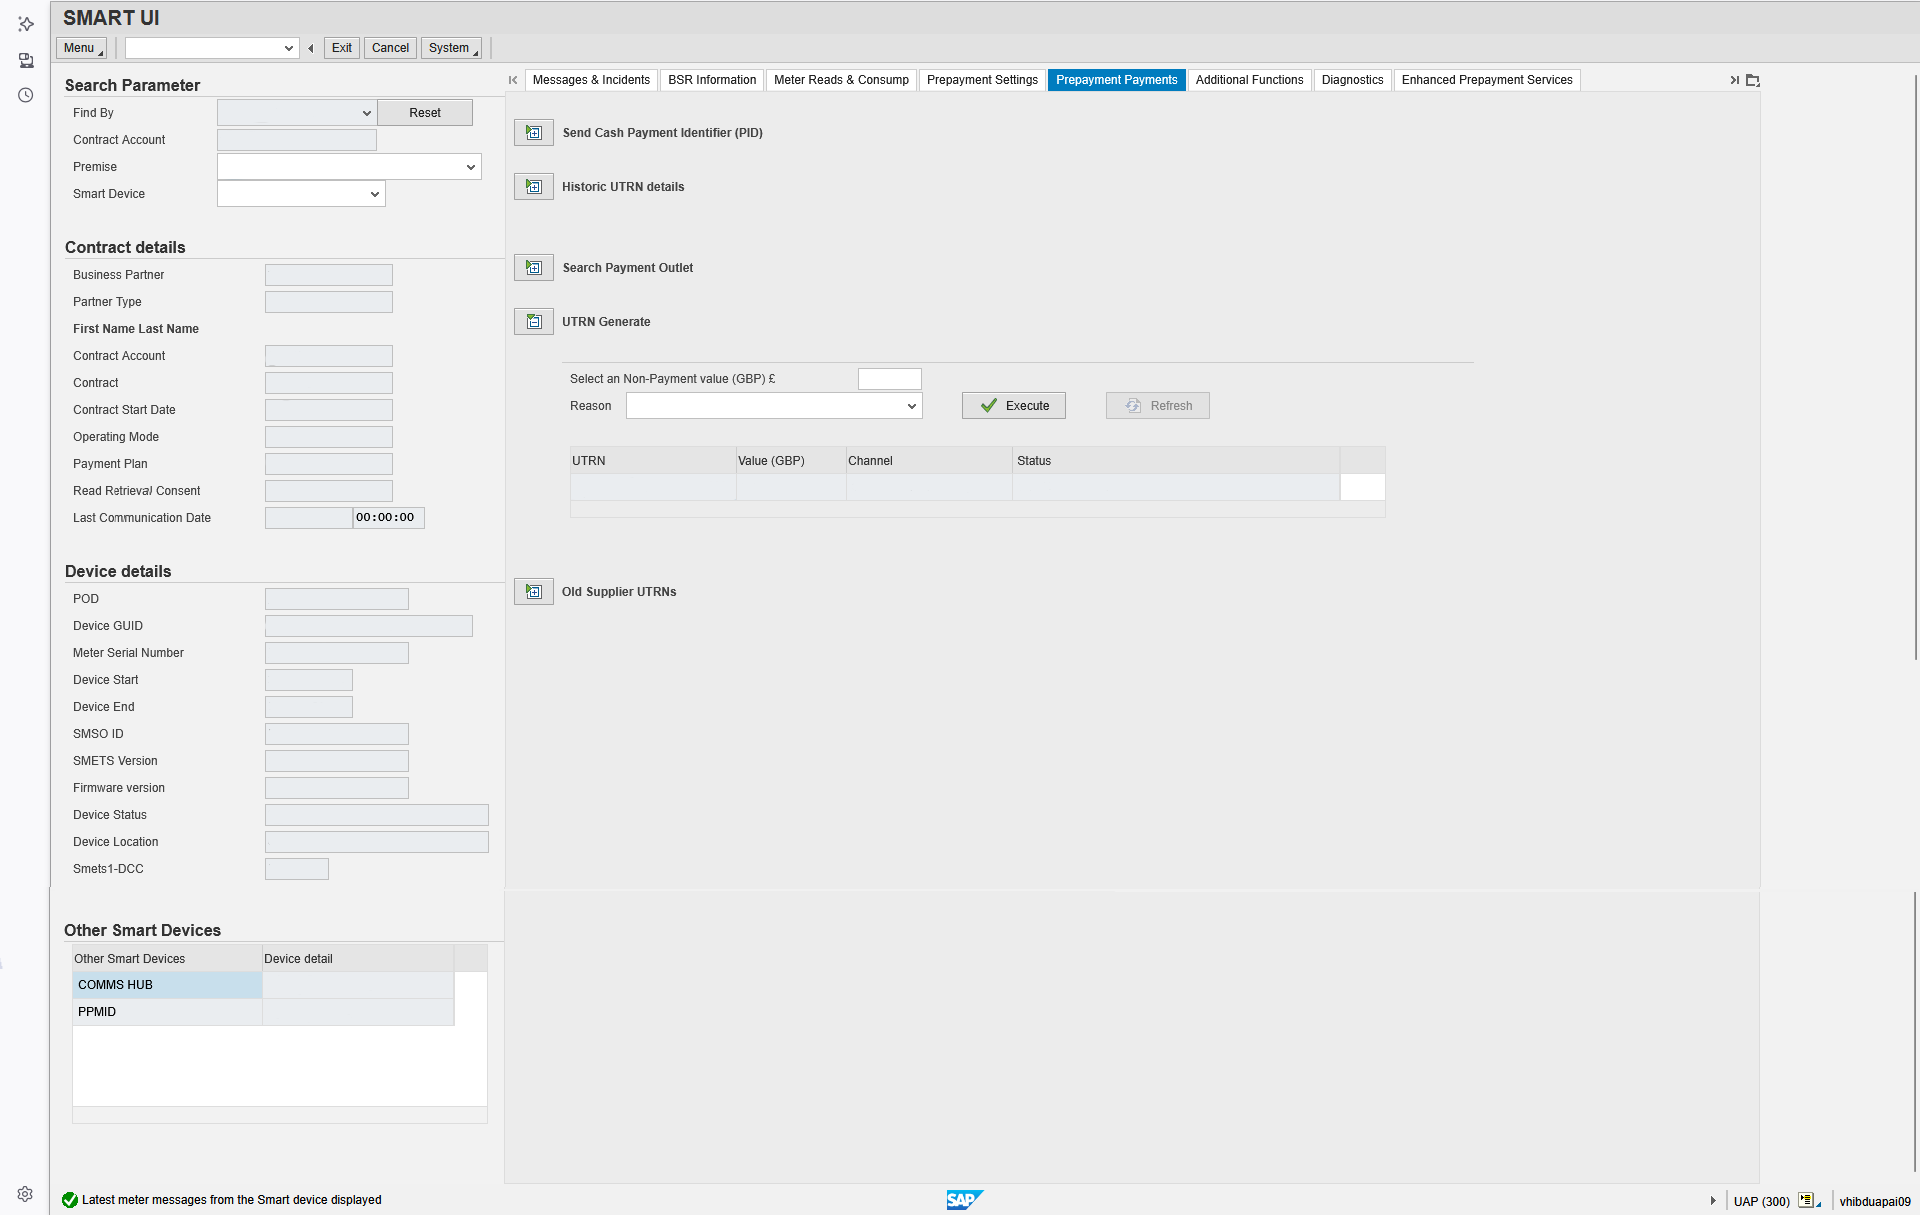 SMART UI
Menu
Exit
Cancel
System
Search Parameter
Find By
Reset
Contract Account
Premise
Smart Device
Contract details
Business Partner
Partner Type
First Name Last Name
Contract Account
Contract
Contract Start Date
Operating Mode
Payment Plan
Read Retrieval Consent
Last Communication Date
00:00:00
Device details
POD
Device GUID
Meter Serial Number
Device Start
Device End
SMSO ID
SMETS Version
Firmware version
Device Status
Device Location
Smets1-DCC
Other Smart Devices
Other Smart Devices Device detail
COMMS HUB
PPMID
Messages & Incidents
BSR Information
Meter Reads & Consump
Prepayment Settings
Prepayment Payments
Additional Functions
Diagnostics
Enhanced Prepayment Services
Send Cash Payment Identifier (PID)
Historic UTRN details
Search Payment Outlet
UTRN Generate
Select an Non-Payment value (GBP) £
Reason
Execute
Refresh
UTRN Value (GBP) Channel Status
Old Supplier UTRNs
Latest meter messages from the Smart device displayed
SAP
UAP (300)
vhibduapai09